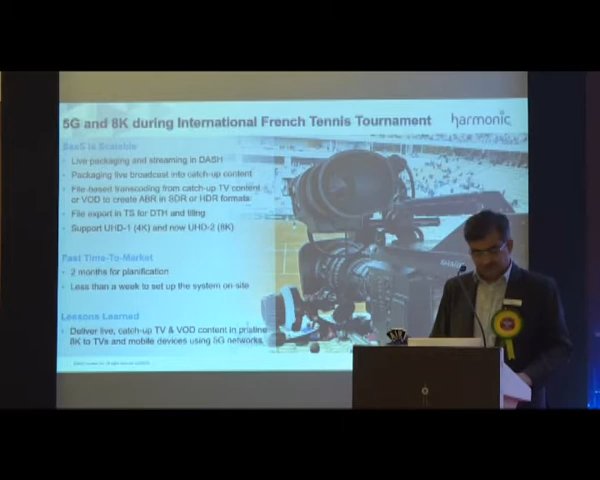 5G and 8K during International French Tennis Tournament
harmonic
SaaS is Scalable
Live packaging and streaming in DASH
Packaging live broadcast into catch-up content
File-based transcoding from catch-up TV content
or VOD to create ABR in SDR or HDR formats
File export in TS for DTH and tiling
Support UHD-1 (4K) and now UHD-2 (8K)
Fast Time-To-Market
2 months for planification
Less than a week to set up the system on-site
Lessons Learned
Deliver live, catch-up TV & VOD content in pristine
8K to TVs and mobile devices using 5G networks